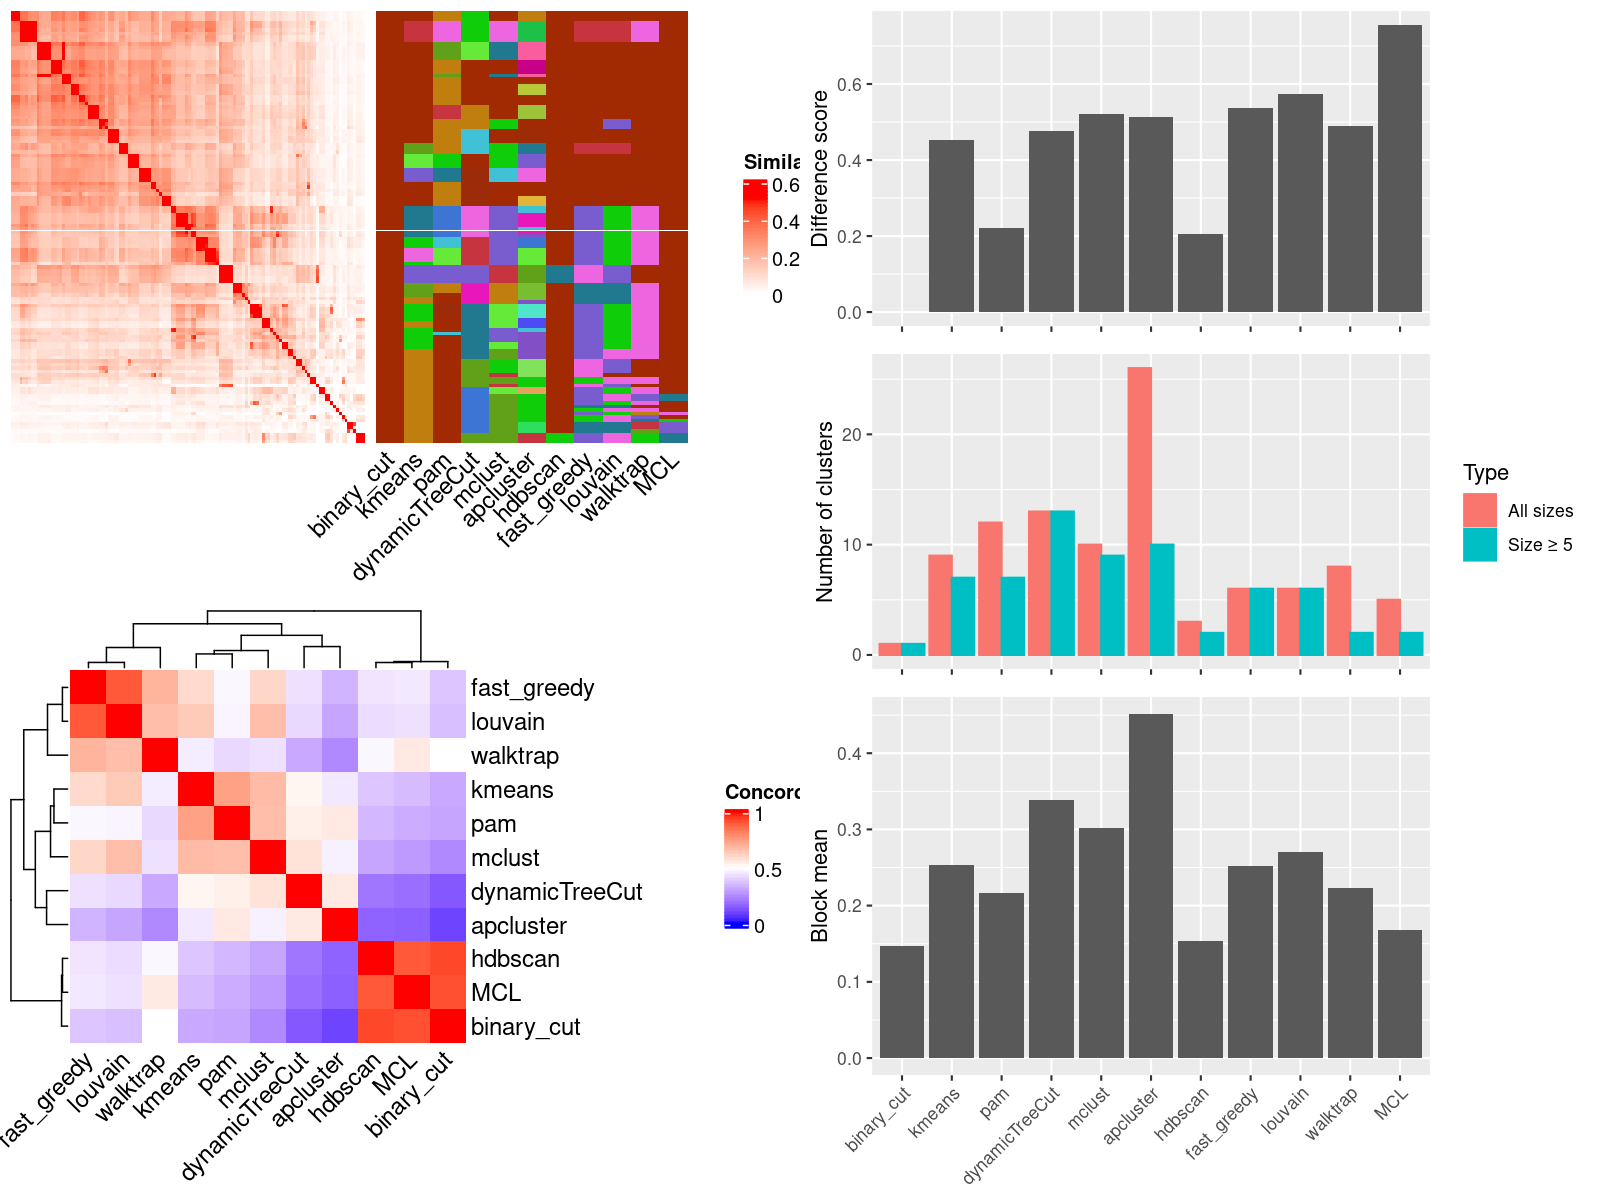 Simila
0.6
0.4
0.2
0
binary_cut
kmeans
pam
dynamicTreeCut
mclust
apcluster
hdbscan
fast_greedy
louvain
walktrap
MCL
Difference score
0.6
0.4
0.2
0.0
Number of clusters
20
10
0
Type
All sizes
Size ≥ 5
fast_greedy
louvain
walktrap
kmeans
pam
mclust
dynamicTreeCut
apcluster
hdbscan
MCL
binary_cut
fast_greedy
louvain
walktrap
kmeans
pam
mclust
dynamicTreeCut
apcluster
hdbscan
MCL
binary_cut
Concord
1
0.5
0
Block mean
0.4
0.3
0.2
0.1
0.0
binary_cut
kmeans
pam
dynamicTreeCut
mclust
apcluster
hdbscan
fast_greedy
louvain
walktrap
MCL